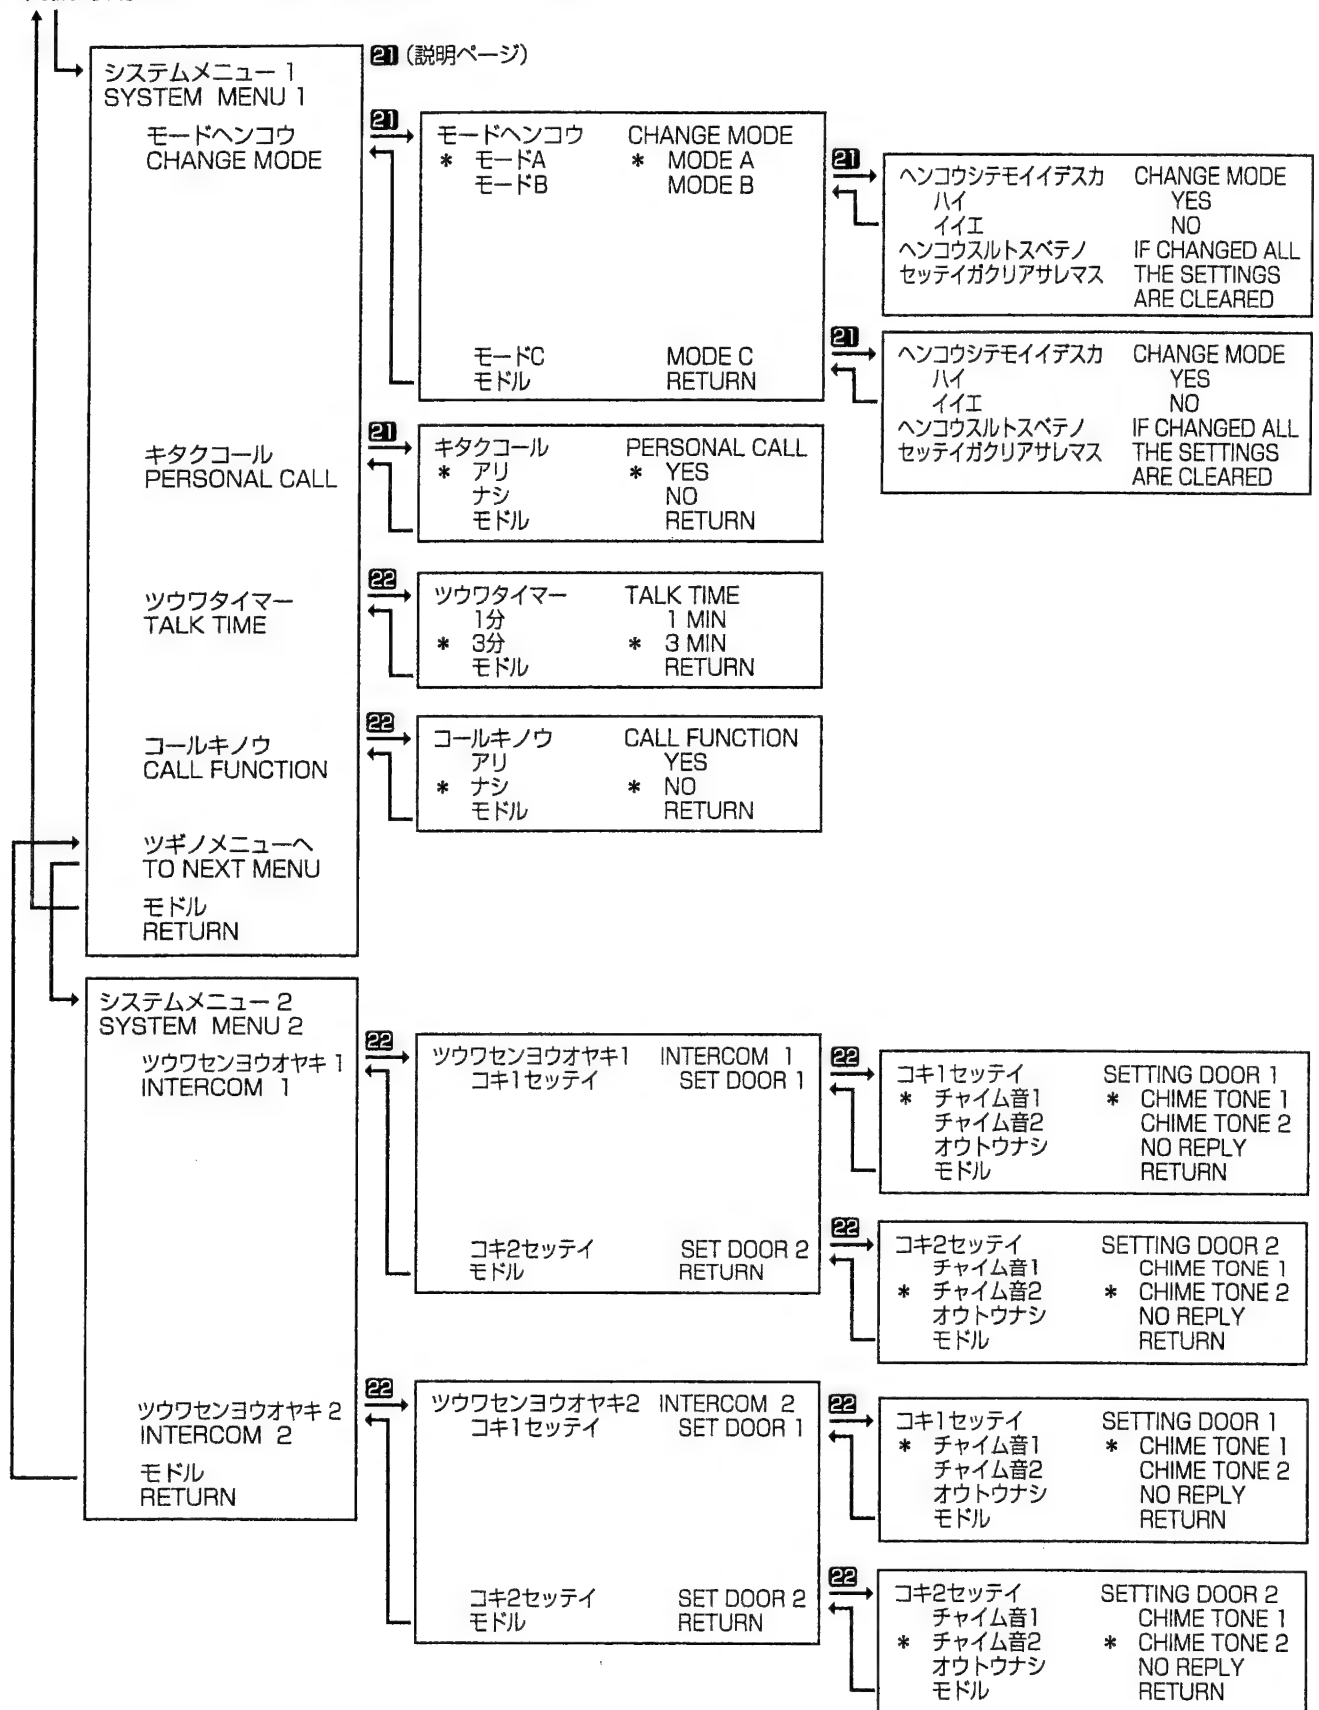 21 (説明ページ)
システムメニュー 1
SYSTEM MENU 1
モードヘンコウ
CHANGE MODE
21
モードヘンコウ CHANGE MODE
* モードA * MODE A
モードB MODE B
モードC MODE C
モドル RETURN
21
ヘンコウシテモイイデスカ CHANGE MODE
ハイ YES
イイエ NO
ヘンコウスルトスベテノ IF CHANGED ALL
セッテイガクリアサレマス THE SETTINGS
ARE CLEARED
21
ヘンコウシテモイイデスカ CHANGE MODE
ハイ YES
イイエ NO
ヘンコウスルトスベテノ IF CHANGED ALL
セッテイガクリアサレマス THE SETTINGS
ARE CLEARED
キタクコール
PERSONAL CALL
21
キタクコール PERSONAL CALL
* アリ * YES
ナシ NO
モドル RETURN
ツウワタイマー
TALK TIME
22
ツウワタイマー TALK TIME
1分 1 MIN
* 3分 * 3 MIN
モドル RETURN
コールキノウ
CALL FUNCTION
22
コールキノウ CALL FUNCTION
アリ YES
* ナシ * NO
モドル RETURN
ツギノメニューヘ
TO NEXT MENU
モドル
RETURN
システムメニュー 2
SYSTEM MENU 2
ツウワセンヨウオヤキ 1
INTERCOM 1
22
ツウワセンヨウオヤキ1 INTERCOM 1
コキ1セッテイ SET DOOR 1
コキ2セッテイ SET DOOR 2
モドル RETURN
22
コキ1セッテイ SETTING DOOR 1
* チャイム音1 * CHIME TONE 1
チャイム音2 CHIME TONE 2
オウトウナシ NO REPLY
モドル RETURN
22
コキ2セッテイ SETTING DOOR 2
チャイム音1 CHIME TONE 1
* チャイム音2 * CHIME TONE 2
オウトウナシ NO REPLY
モドル RETURN
ツウワセンヨウオヤキ 2
INTERCOM 2
モドル
RETURN
22
ツウワセンヨウオヤキ2 INTERCOM 2
コキ1セッテイ SET DOOR 1
コキ2セッテイ SET DOOR 2
モドル RETURN
22
コキ1セッテイ SETTING DOOR 1
* チャイム音1 * CHIME TONE 1
チャイム音2 CHIME TONE 2
オウトウナシ NO REPLY
モドル RETURN
22
コキ2セッテイ SETTING DOOR 2
チャイム音1 CHIME TONE 1
* チャイム音2 * CHIME TONE 2
オウトウナシ NO REPLY
モドル RETURN